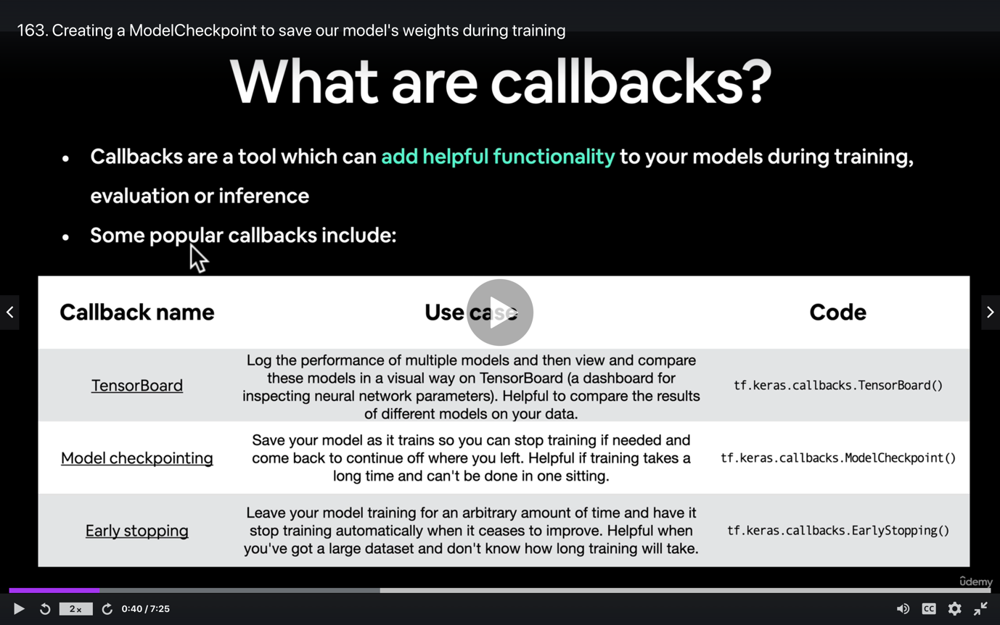 163. Creating a ModelCheckpoint to save our model's weights during training
What are callbacks?
• Callbacks are a tool which can add helpful functionality to your models during training,
evaluation or inference
• Some popular callbacks include:
Callback name Use case Code
TensorBoard
Log the performance of multiple models and then view and compare
these models in a visual way on TensorBoard (a dashboard for
inspecting neural network parameters). Helpful to compare the results
of different models on your data.
tf.keras.callbacks.TensorBoard()
Model checkpointing
Save your model as it trains so you can stop training if needed and
come back to continue off where you left. Helpful if training takes a
long time and can't be done in one sitting.
tf.keras.callbacks.ModelCheckpoint()
Early stopping
Leave your model training for an arbitrary amount of time and have it
stop training automatically when it ceases to improve. Helpful when
you've got a large dataset and don't know how long training will take.
tf.keras.callbacks.EarlyStopping()
ûdemy
2x 0:40 / 7:25 CC